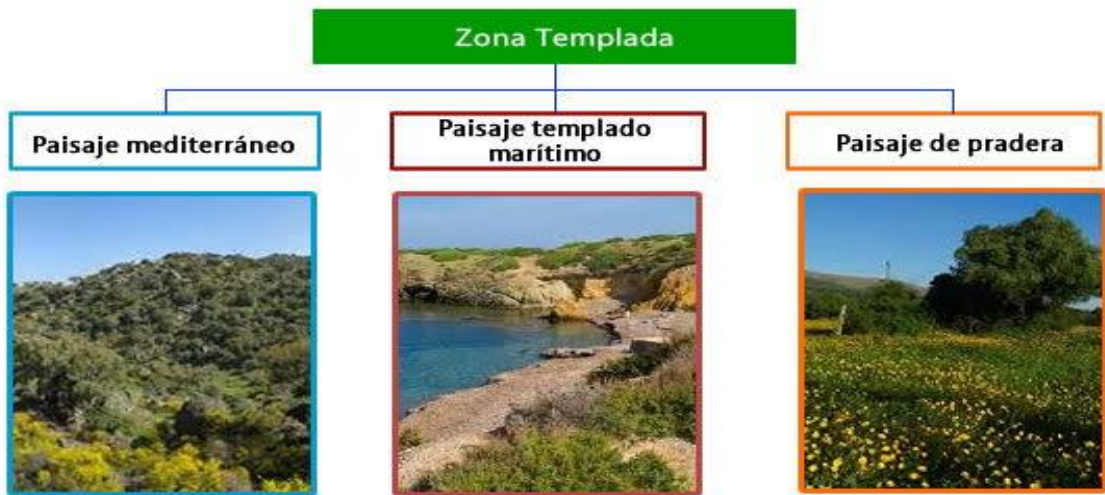 Zona Templada
Paisaje mediterráneo
Paisaje templado
marítimo
Paisaje de pradera